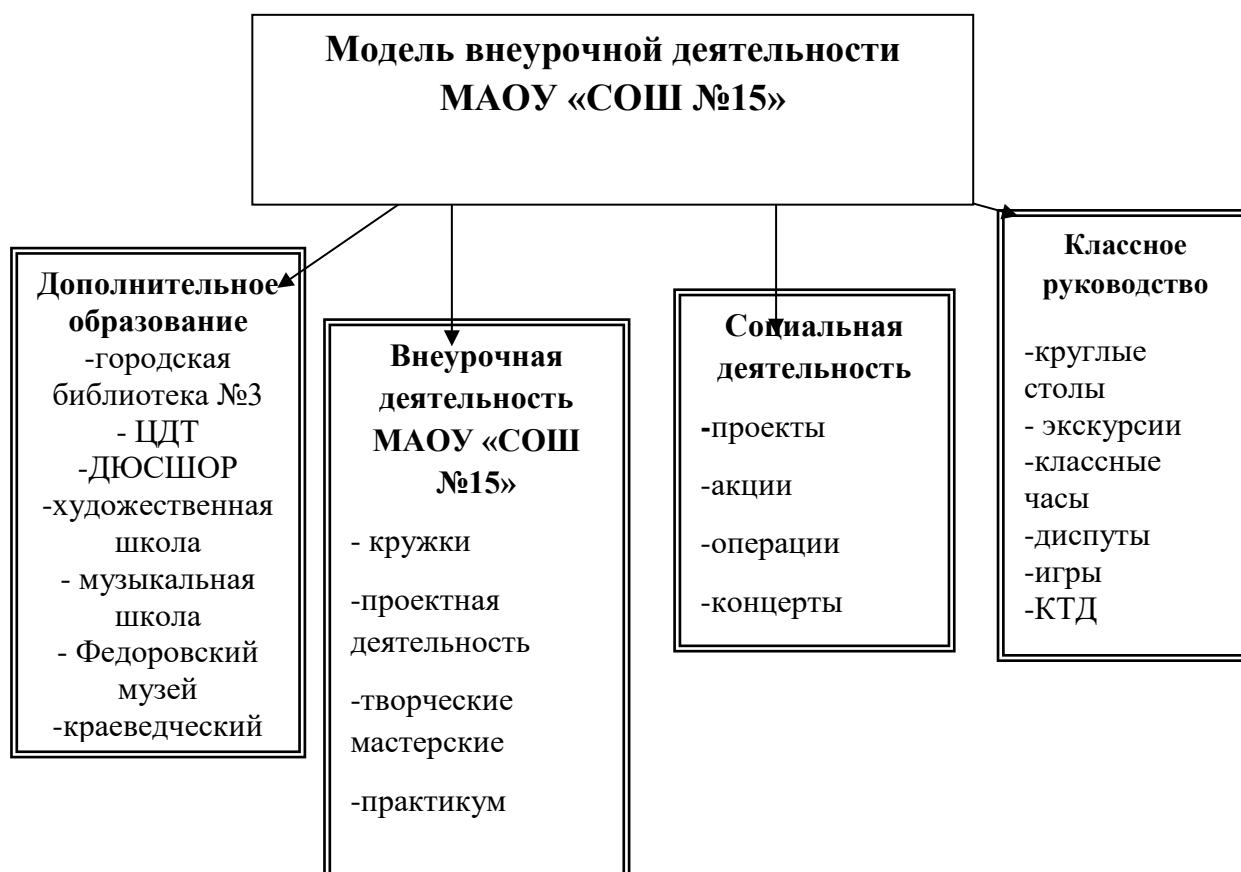 Модель внеурочной деятельности
МАОУ «СОШ №15»
Дополнительное
образование
-городская
библиотека №3
- ЦДТ
-ДЮСШОР
-художественная
школа
- музыкальная
школа
- Федоровский
музей
-краеведческий
Внеурочная
деятельность
МАОУ «СОШ
№15»
- кружки
-проектная
деятельность
-творческие
мастерские
-практикум
Социальная
деятельность
-проекты
-акции
-операции
-концерты
Классное
руководство
-круглые
столы
- экскурсии
-классные
часы
-диспуты
-игры
-КТД